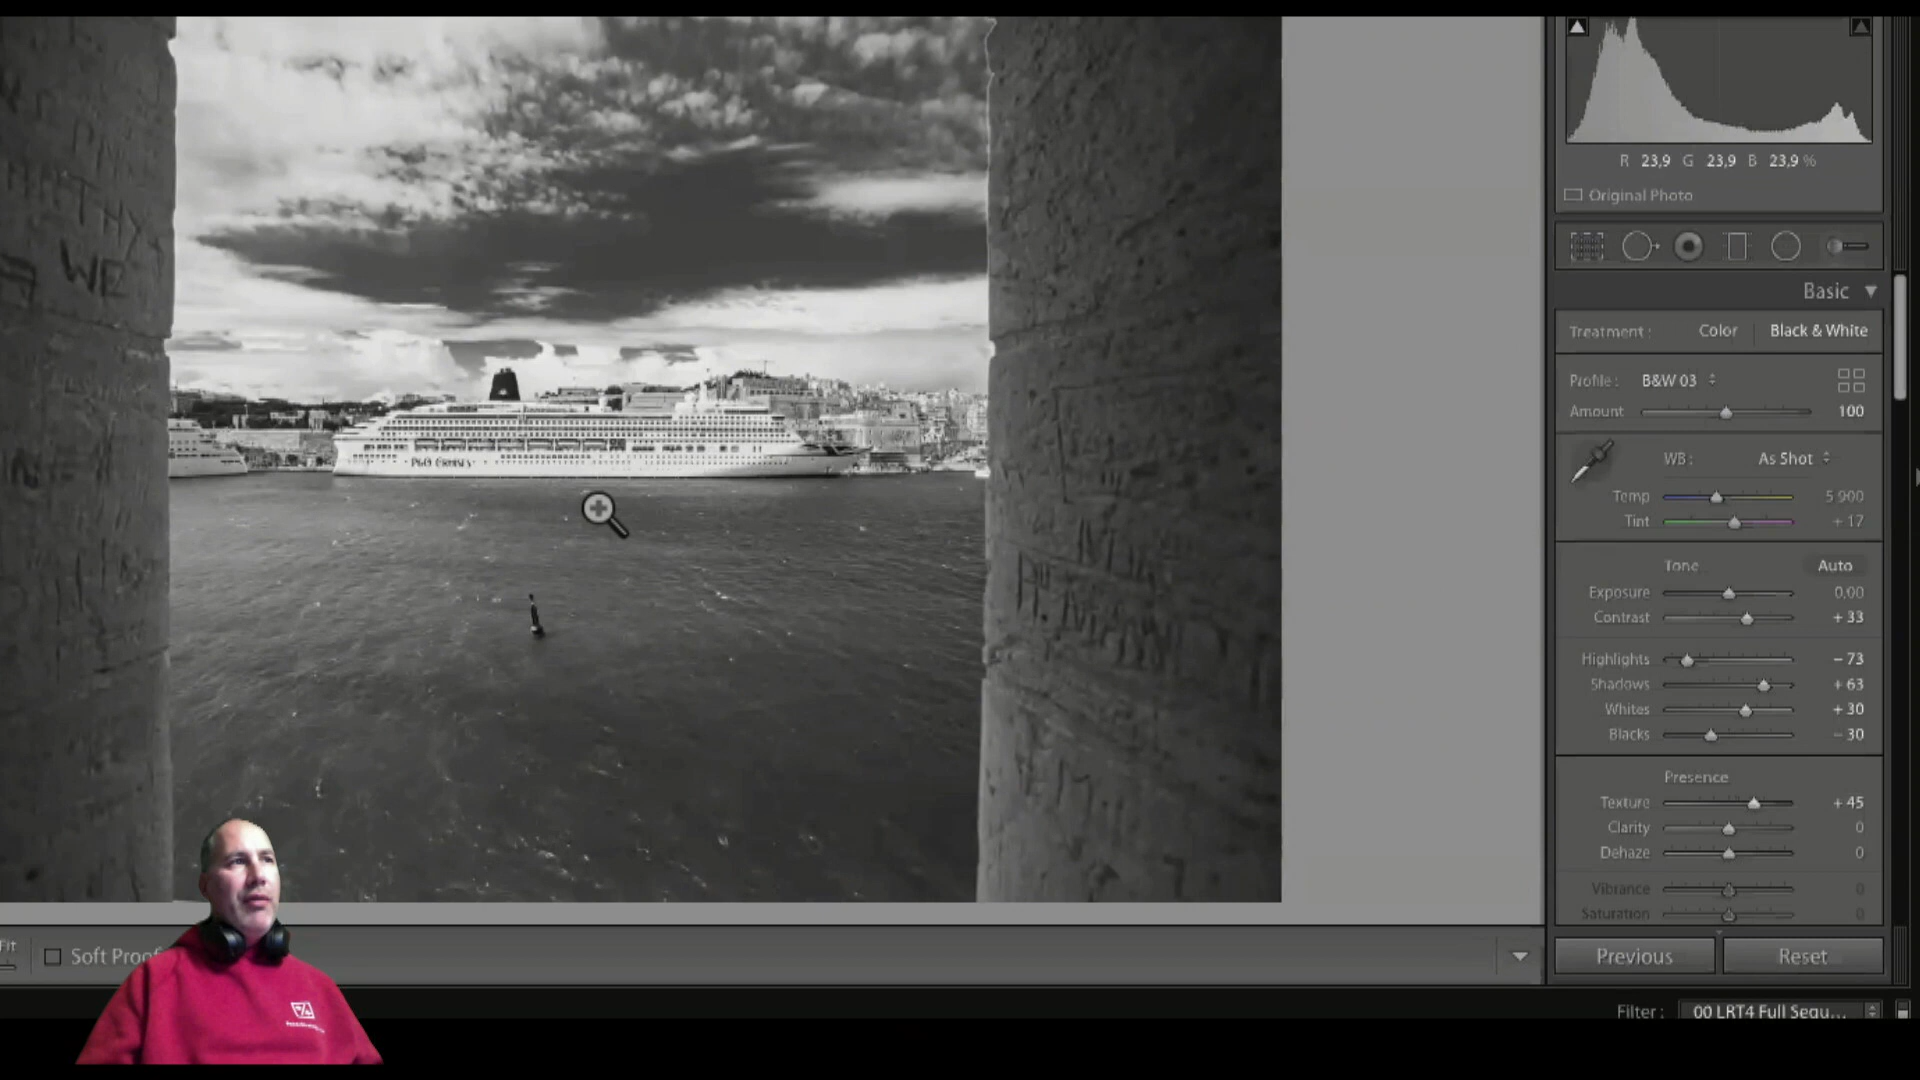 R 23,9 G 23,9 B 23,9 %
Original Photo
Basic
Treatment: Color Black & White
Profile: B&W 03
Amount 100
WB: As Shot
Temp 5 900
Tint + 17
Tone Auto
Exposure 0,00
Contrast + 33
Highlights − 73
Shadows + 63
Whites + 30
Blacks − 30
Presence
Texture + 45
Clarity 0
Dehaze 0
Vibrance 0
Saturation 0
WE
P&O CRUISES
Fit
Soft Proof
Previous Reset
Filter: 00 LRT4 Full Sequ...